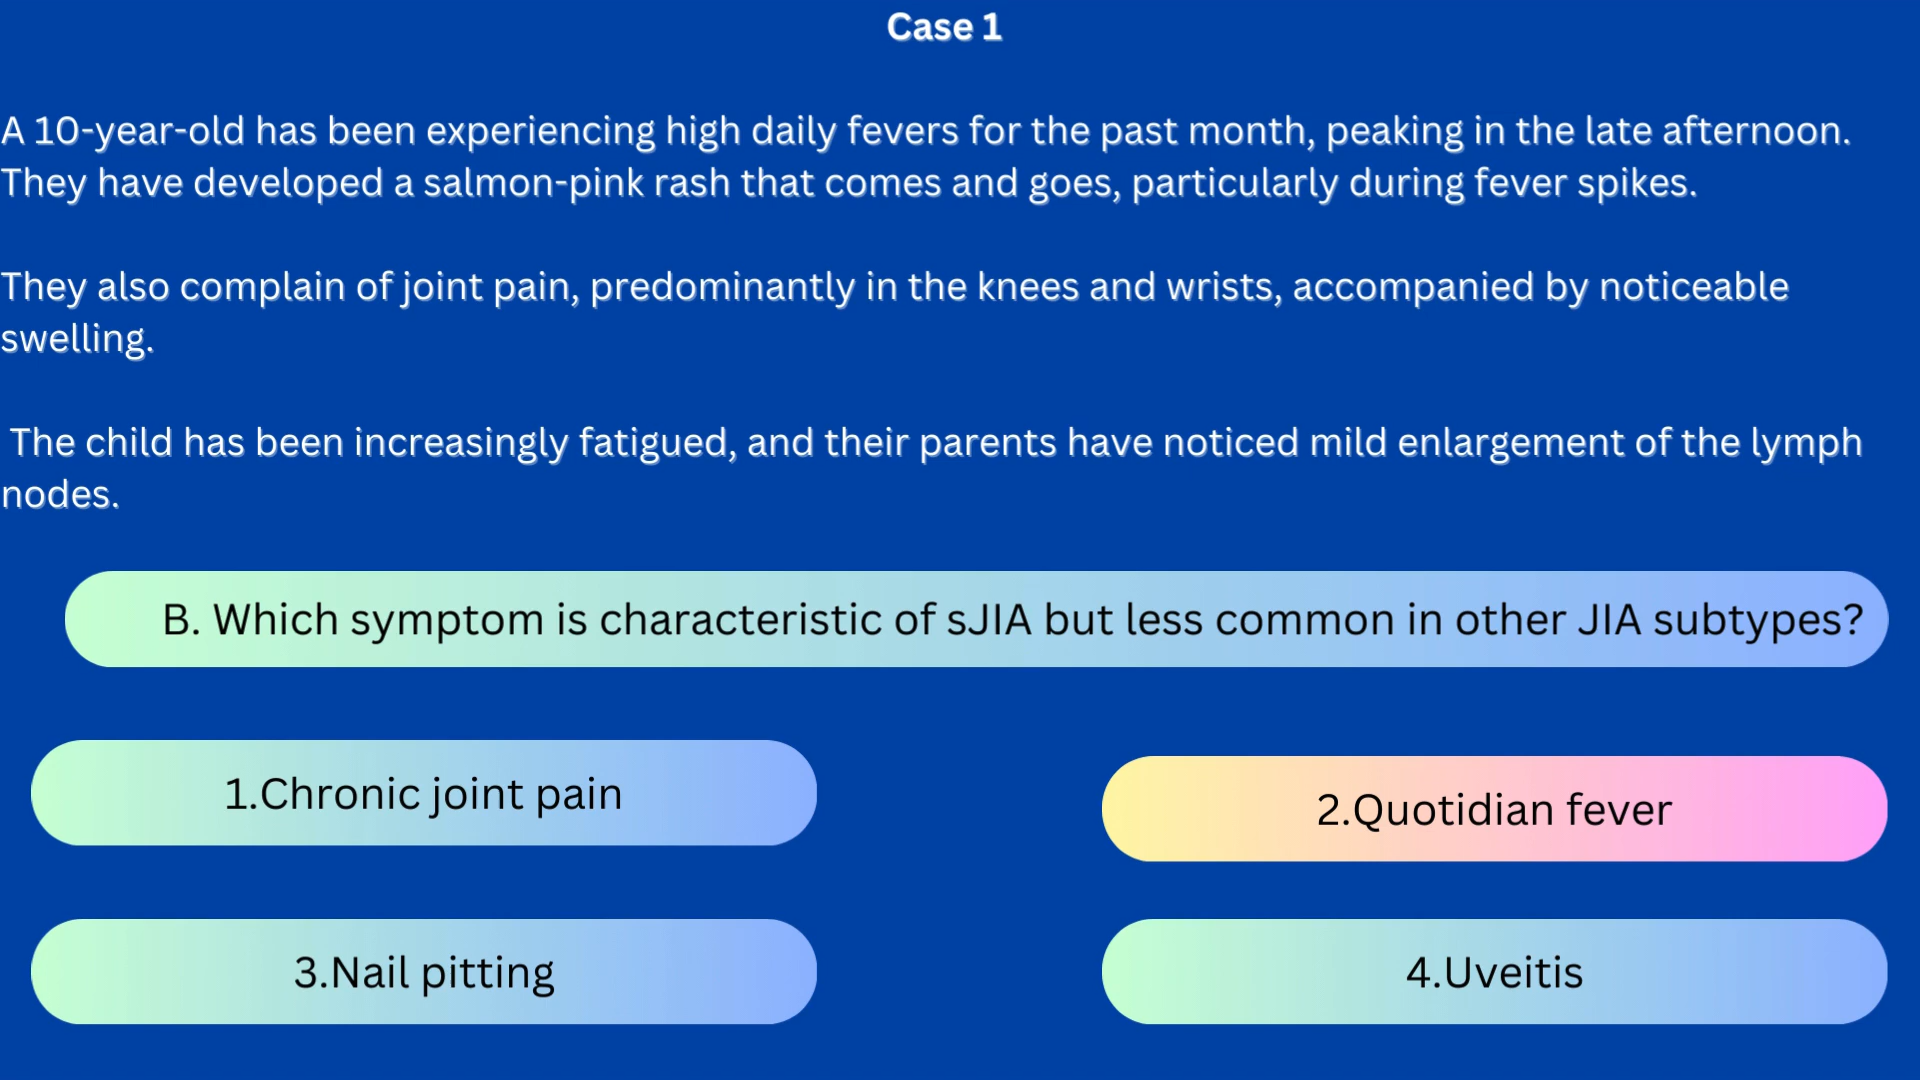 Case 1
A 10-year-old has been experiencing high daily fevers for the past month, peaking in the late afternoon.
They have developed a salmon-pink rash that comes and goes, particularly during fever spikes.
They also complain of joint pain, predominantly in the knees and wrists, accompanied by noticeable
swelling.
The child has been increasingly fatigued, and their parents have noticed mild enlargement of the lymph
nodes.
B. Which symptom is characteristic of sJIA but less common in other JIA subtypes?
1.Chronic joint pain
2.Quotidian fever
3.Nail pitting
4.Uveitis